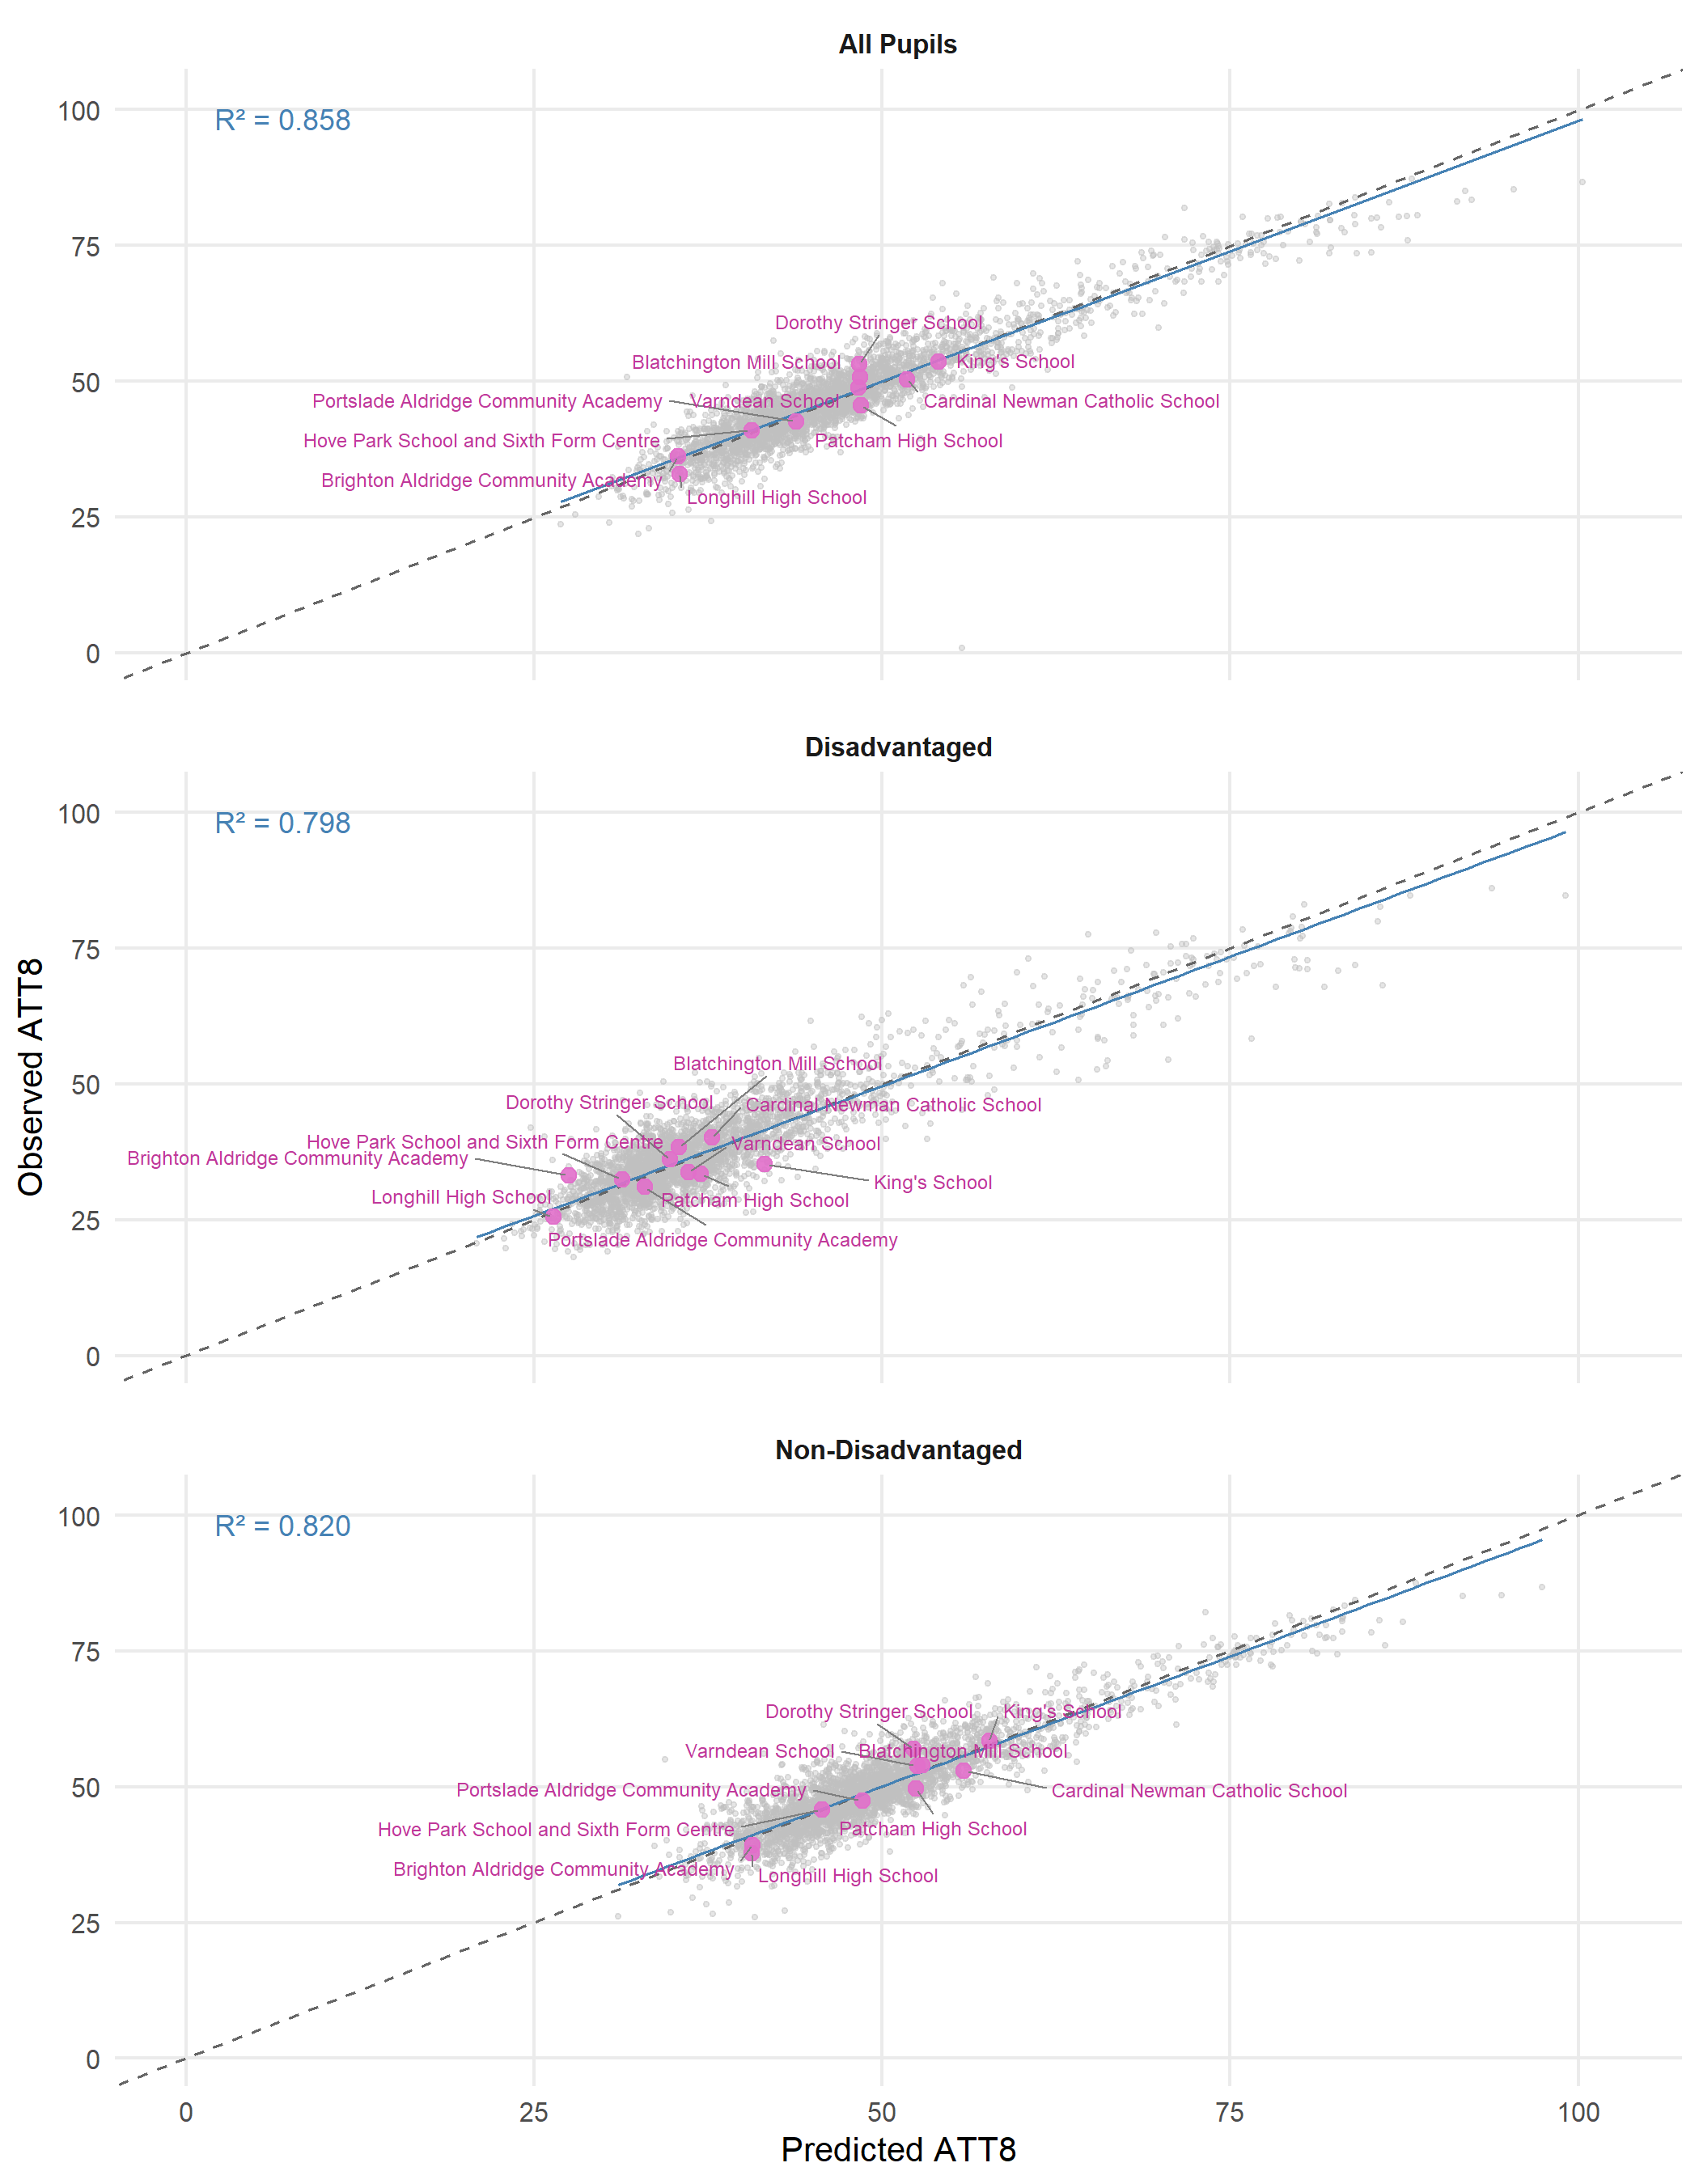 All Pupils
100
R² = 0.858
75
Dorothy Stringer School
Blatchington Mill School
King's School
50
Portslade Aldridge Community Academy
Varndean School
Cardinal Newman Catholic School
Hove Park School and Sixth Form Centre
Patcham High School
Brighton Aldridge Community Academy
Longhill High School
25
0
Disadvantaged
100
R² = 0.798
75
Blatchington Mill School
50
Dorothy Stringer School
Cardinal Newman Catholic School
Hove Park School and Sixth Form Centre
Varndean School
Brighton Aldridge Community Academy
King's School
Longhill High School
Patcham High School
25
Portslade Aldridge Community Academy
0
Observed ATT8
Non-Disadvantaged
100
R² = 0.820
75
Dorothy Stringer School
King's School
Varndean School
Blatchington Mill School
50
Portslade Aldridge Community Academy
Cardinal Newman Catholic School
Hove Park School and Sixth Form Centre
Patcham High School
Brighton Aldridge Community Academy
Longhill High School
25
0
0 25 50 75 100
Predicted ATT8